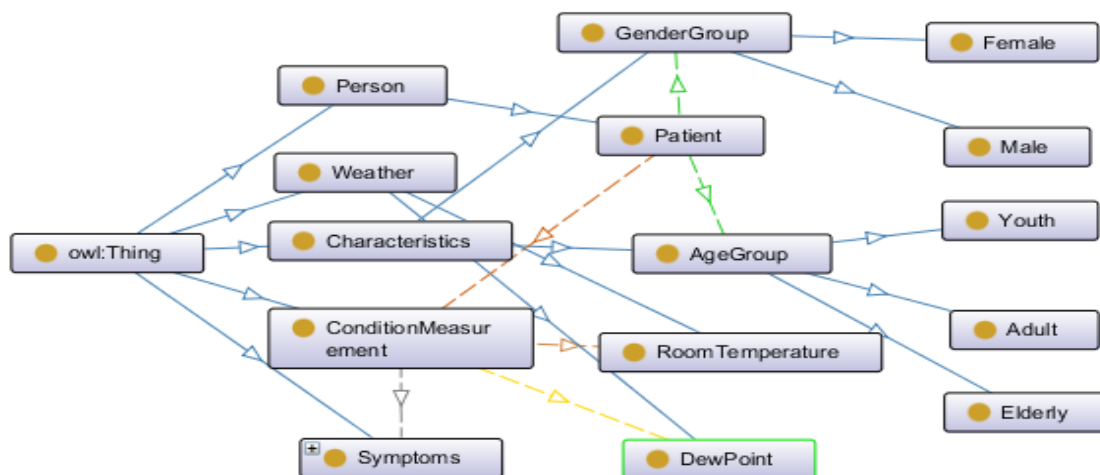 GenderGroup
Female
Person
Patient
Male
Weather
Youth
owl:Thing
Characteristics
AgeGroup
ConditionMeasur
ement
RoomTemperature
Adult
Elderly
Symptoms
DewPoint